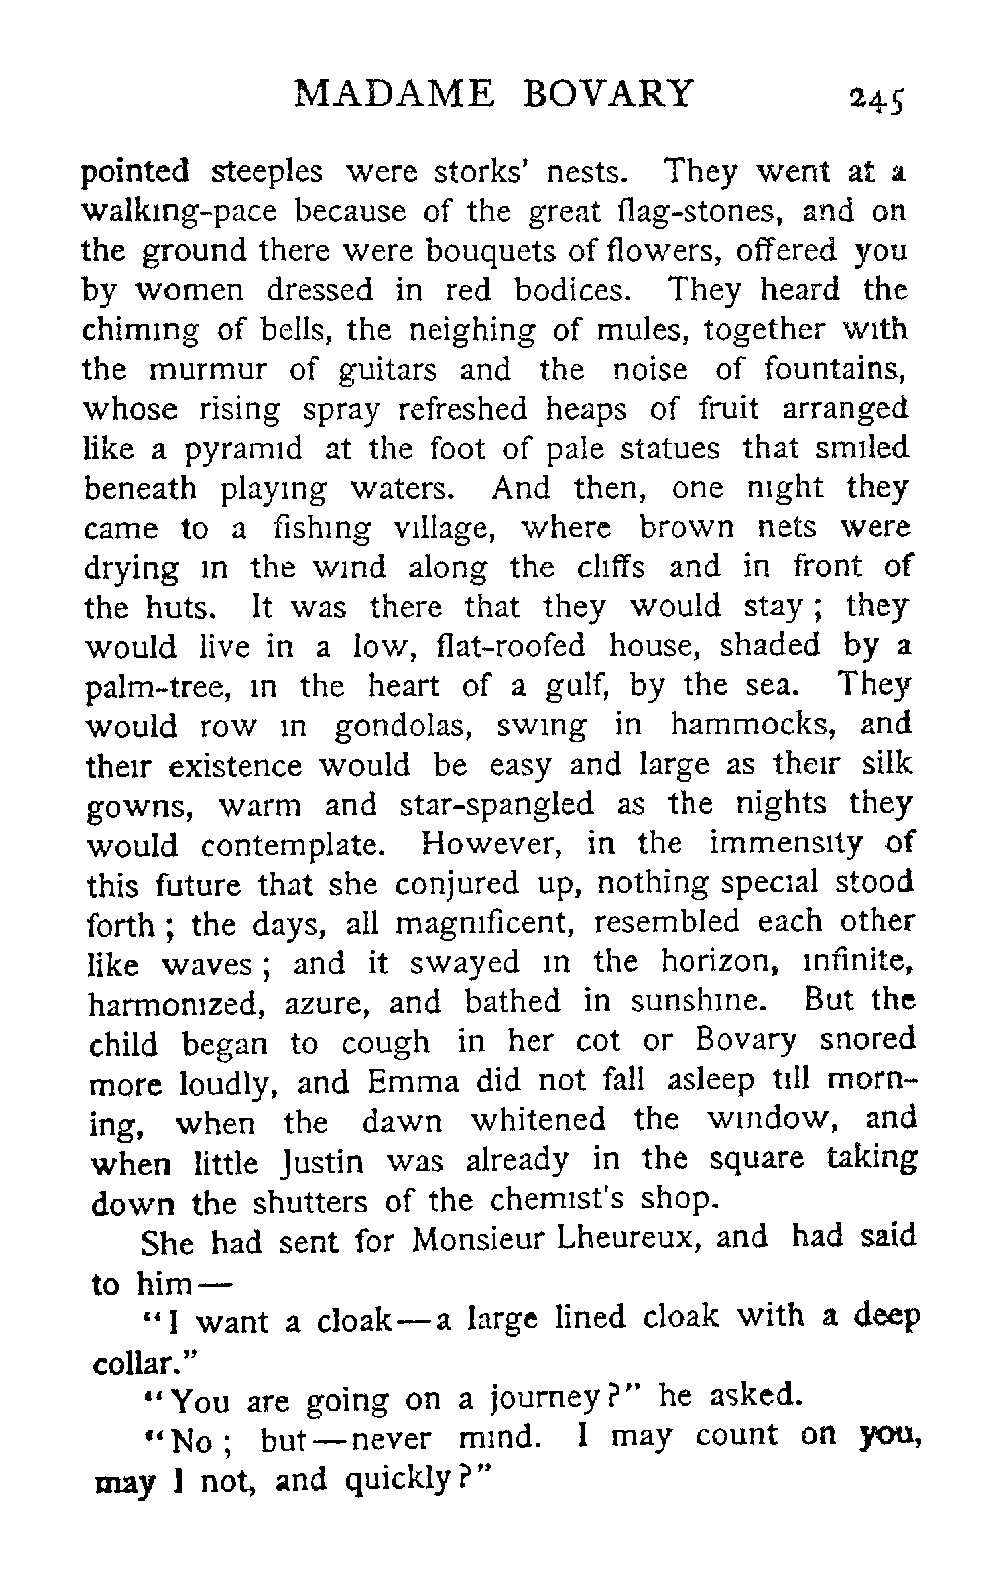 MADAME BOVARY 245
pointed steeples were storks' nests. They went at a
walking-pace because of the great flag-stones, and on
the ground there were bouquets of flowers, offered you
by women dressed in red bodices. They heard the
chiming of bells, the neighing of mules, together with
the murmur of guitars and the noise of fountains,
whose rising spray refreshed heaps of fruit arranged
like a pyramid at the foot of pale statues that smiled
beneath playing waters. And then, one night they
came to a fishing village, where brown nets were
drying in the wind along the cliffs and in front of
the huts. It was there that they would stay ; they
would live in a low, flat-roofed house, shaded by a
palm-tree, in the heart of a gulf, by the sea. They
would row in gondolas, swing in hammocks, and
their existence would be easy and large as their silk
gowns, warm and star-spangled as the nights they
would contemplate. However, in the immensity of
this future that she conjured up, nothing special stood
forth ; the days, all magnificent, resembled each other
like waves ; and it swayed in the horizon, infinite,
harmonized, azure, and bathed in sunshine. But the
child began to cough in her cot or Bovary snored
more loudly, and Emma did not fall asleep till morn-
ing, when the dawn whitened the window, and
when little Justin was already in the square taking
down the shutters of the chemist's shop.
She had sent for Monsieur Lheureux, and had said
to him—
"I want a cloak—a large lined cloak with a deep
collar."
"You are going on a journey?" he asked.
"No ; but—never mind. I may count on you,
may I not, and quickly?"